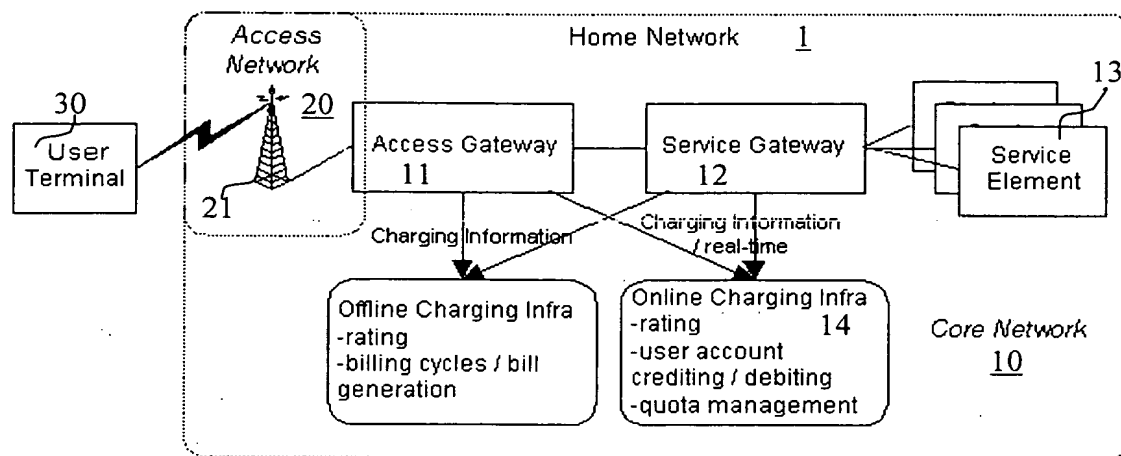 Access
Network
20
Home Network 1
13
30
User
Terminal
21
Access Gateway
11
Service Gateway
12
Service
Element
Charging Information
Charging Information
/ real-time
Offline Charging Infra
-rating
-billing cycles / bill
generation
Online Charging Infra
-rating 14
-user account
crediting / debiting
-quota management
Core Network
10